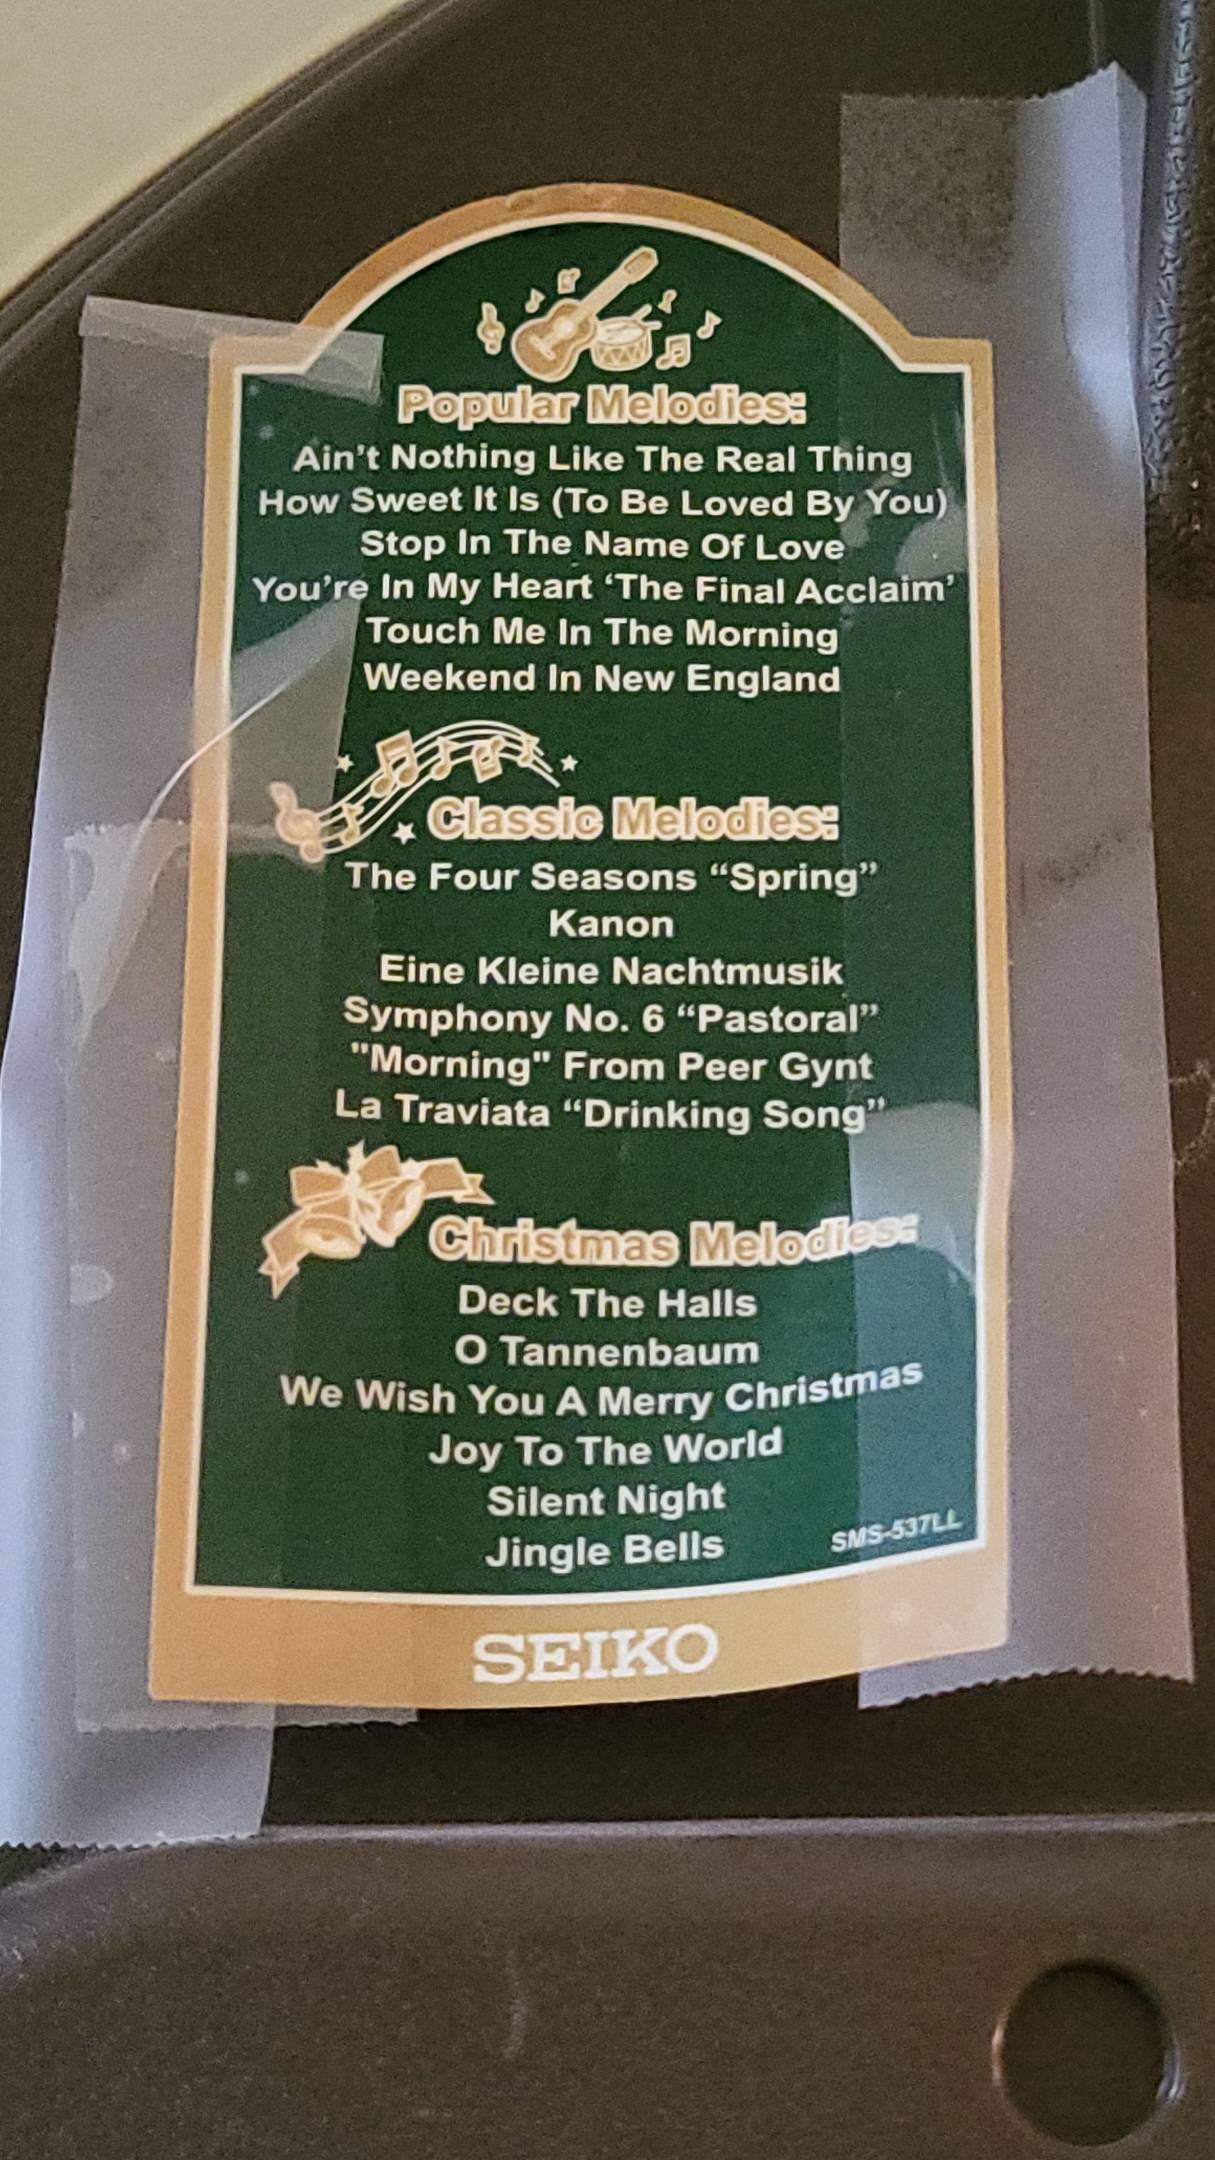 Popular Melodies:
Ain’t Nothing Like The Real Thing
How Sweet It Is (To Be Loved By You)
Stop In The Name Of Love
You’re In My Heart ‘The Final Acclaim’
Touch Me In The Morning
Weekend In New England
Classic Melodies:
The Four Seasons “Spring”
Kanon
Eine Kleine Nachtmusik
Symphony No. 6 “Pastoral”
"Morning" From Peer Gynt
La Traviata “Drinking Song”
Christmas Melodies:
Deck The Halls
O Tannenbaum
We Wish You A Merry Christmas
Joy To The World
Silent Night
Jingle Bells
SMS-537LL
SEIKO